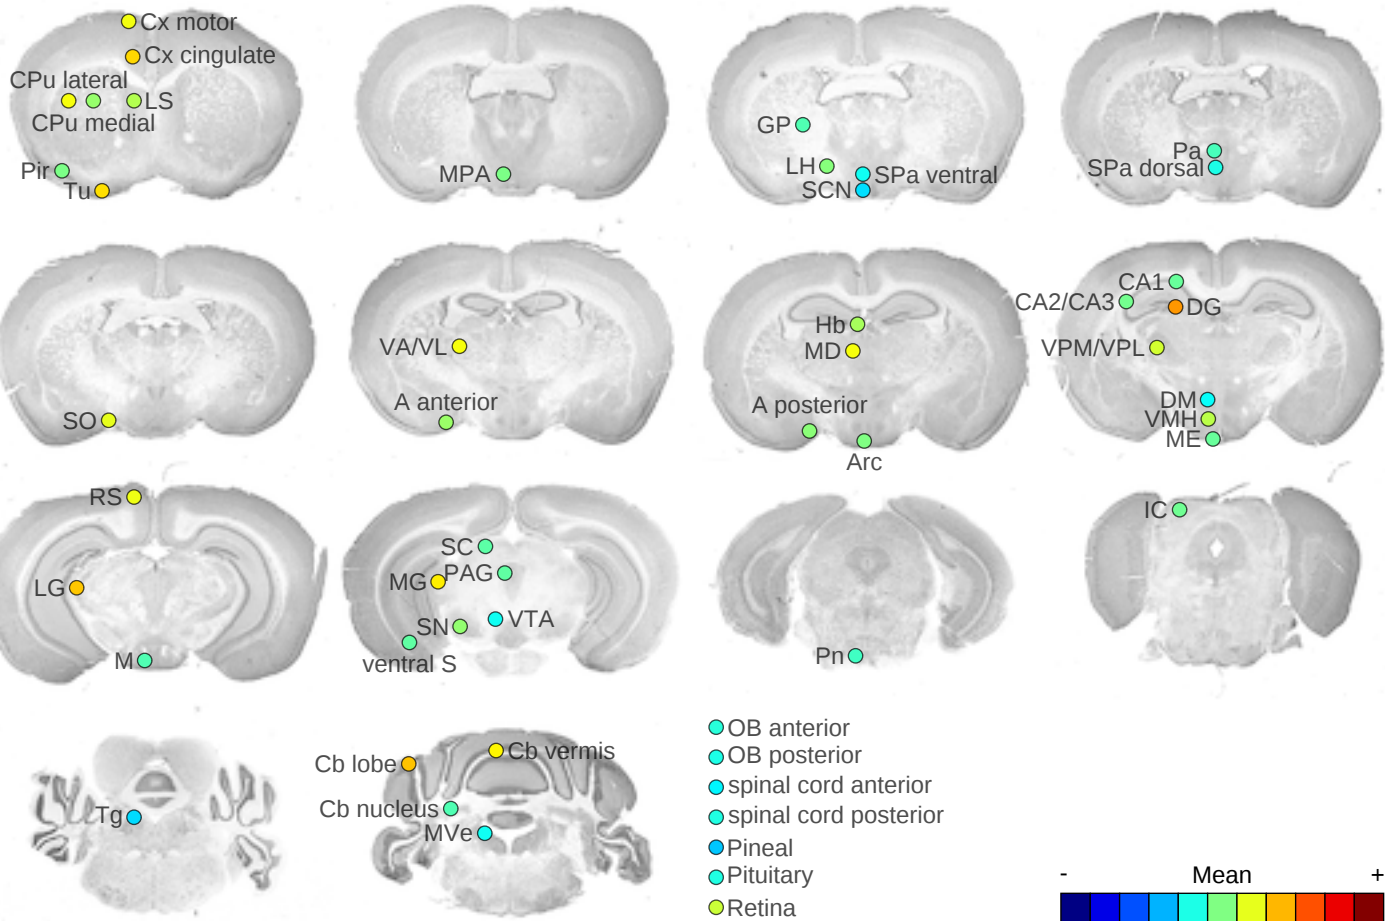 Cx motor
Cx cingulate
CPu lateral
LS
CPu medial
Pir
Tu
MPA
GP
LH
SPa ventral
SCN
Pa
SPa dorsal
SO
VA/VL
A anterior
Hb
MD
A posterior
Arc
CA1
CA2/CA3
DG
VPM/VPL
DM
VMH
ME
RS
LG
M
SC
PAG
MG
VTA
SN
ventral S
Pn
IC
Tg
Cb vermis
Cb lobe
Cb nucleus
MVe
OB anterior
OB posterior
spinal cord anterior
spinal cord posterior
Pineal
Pituitary
Retina
- Mean +